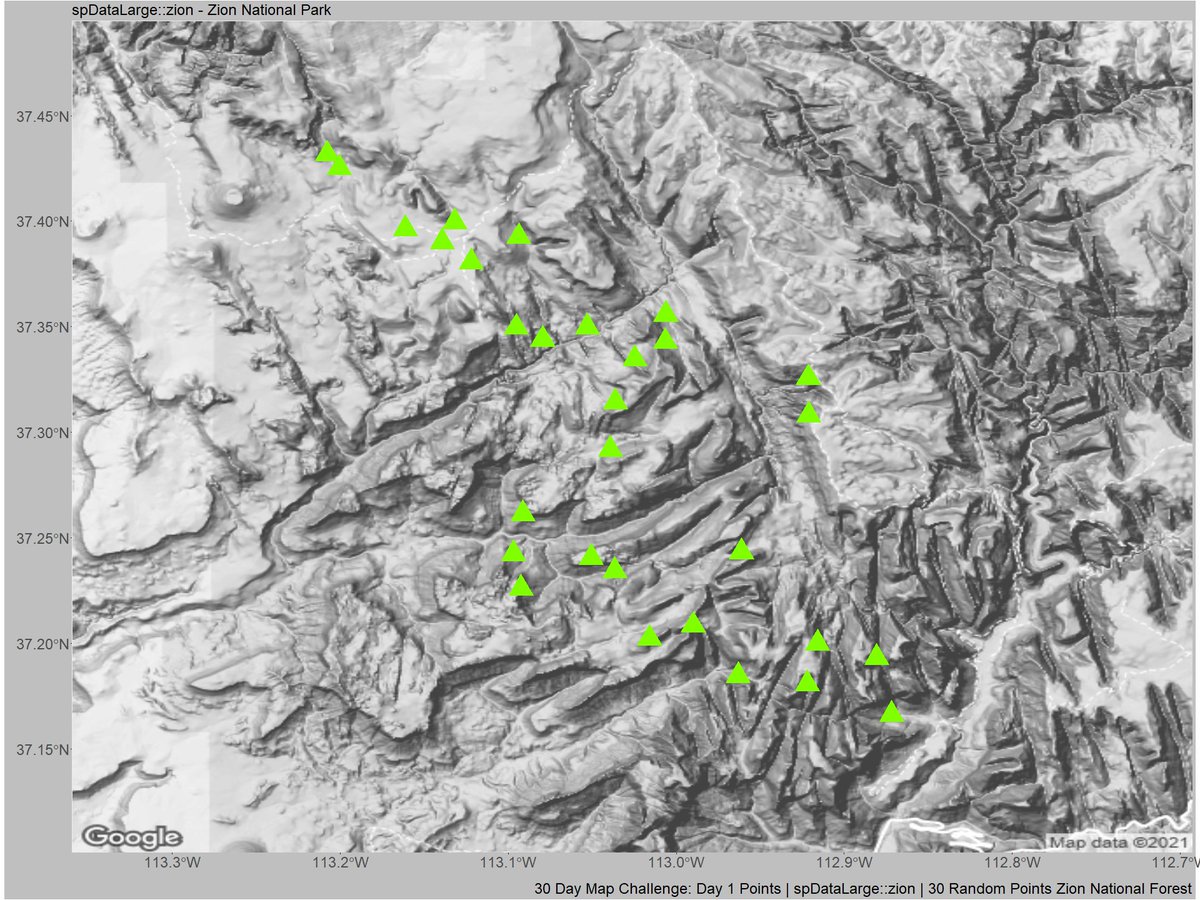 spDataLarge::zion - Zion National Park
37.45°N
37.40°N
37.35°N
37.30°N
37.25°N
37.20°N
37.15°N
Google
Map data ©2021
113.3°W 113.2°W 113.1°W 113.0°W 112.9°W 112.8°W 112.7°W
30 Day Map Challenge: Day 1 Points | spDataLarge::zion | 30 Random Points Zion National Forest